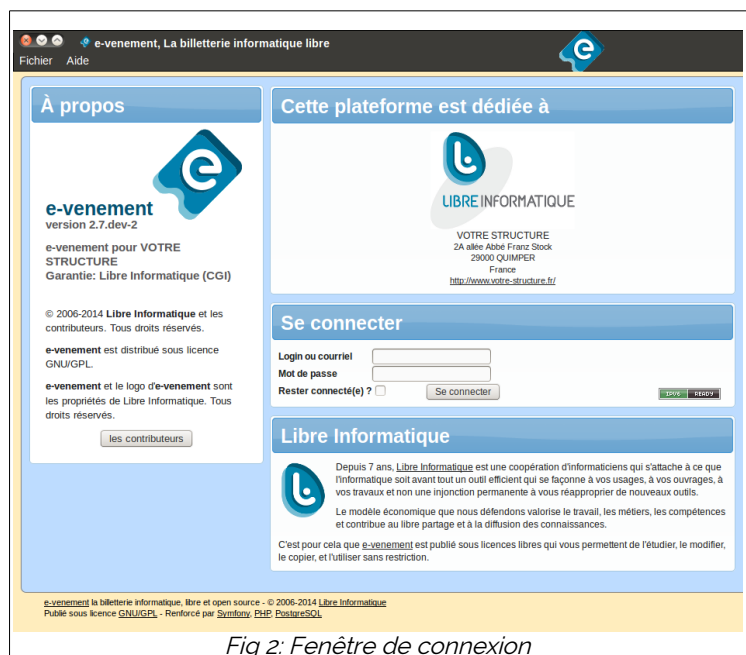 e-venement, La billetterie informatique libre
Fichier Aide
À propos
e-venement
version 2.7.dev-2
e-venement pour VOTRE
STRUCTURE
Garantie: Libre Informatique (CGI)
© 2006-2014 Libre Informatique et les
contributeurs. Tous droits réservés.
e-venement est distribué sous licence
GNU/GPL.
e-venement et le logo d'e-venement sont
les propriétés de Libre Informatique. Tous
droits réservés.
les contributeurs
Cette plateforme est dédiée à
LIBREINFORMATIQUE
VOTRE STRUCTURE
2A allée Abbé Franz Stock
29000 QUIMPER
France
http://www.votre-structure.fr/
Se connecter
Login ou courriel
Mot de passe
Rester connecté(e) ? Se connecter
IPV6 READY
Libre Informatique
Depuis 7 ans, Libre Informatique est une coopération d'informaticiens qui s'attache à ce que
l'informatique soit avant tout un outil efficient qui se façonne à vos usages, à vos ouvrages, à
vos travaux et non une injonction permanente à vous réapproprier de nouveaux outils.
Le modèle économique que nous défendons valorise le travail, les métiers, les compétences
et contribue au libre partage et à la diffusion des connaissances.
C'est pour cela que e-venement est publié sous licences libres qui vous permettent de l'étudier, le modifier,
le copier, et l'utiliser sans restriction.
e-venement la billetterie informatique, libre et open source - © 2006-2014 Libre Informatique
Publié sous licence GNU/GPL - Renforcé par Symfony, PHP, PostgreSQL
Fig 2: Fenêtre de connexion